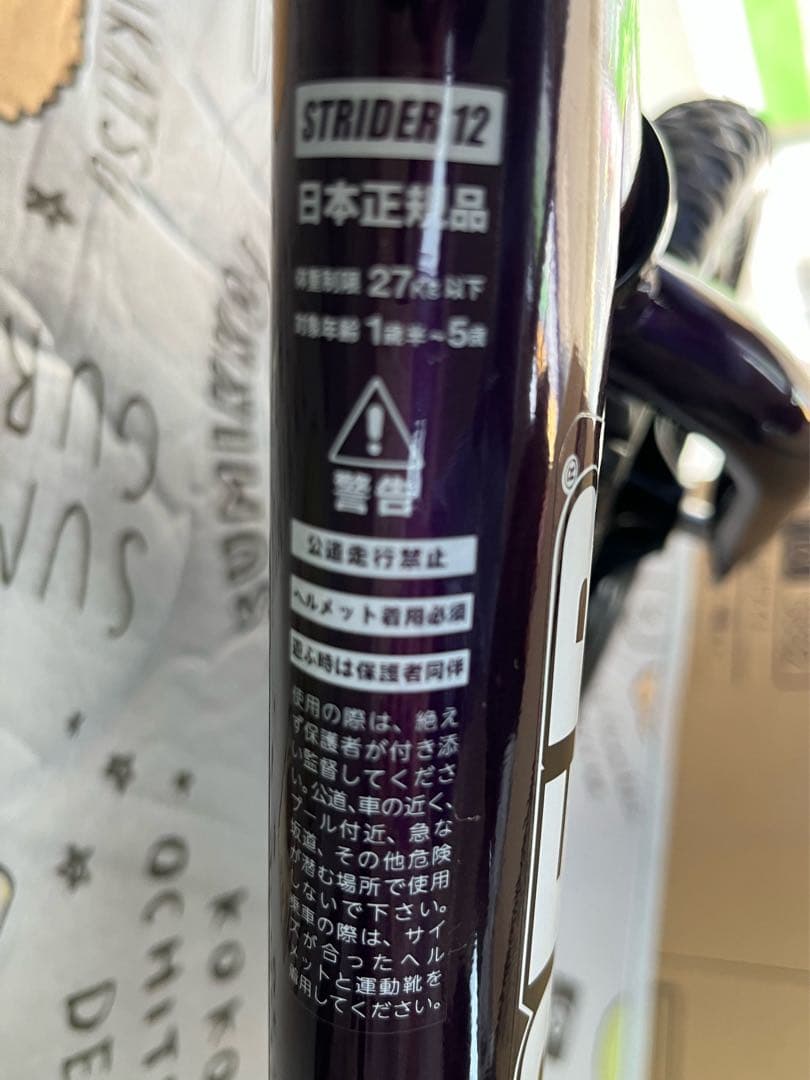 STRIDER 12
日本正規品
体重制限 27Kg以下
対象年齢 1歳半~5歳
警告
公道走行禁止
ヘルメット着用必須
遊ぶ時は保護者同伴
使用の際は、絶え
ず保護者が付き添
い監督してくださ
い。公道、車の近く、
プール付近、急な
坂道、その他危険
が潜む場所で使用
しないで下さい。
乗車の際は、サイ
ズが合ったヘル
メットと運動靴を
着用してください。
®
SUN
GUR
KOKO
OCHIT
DE